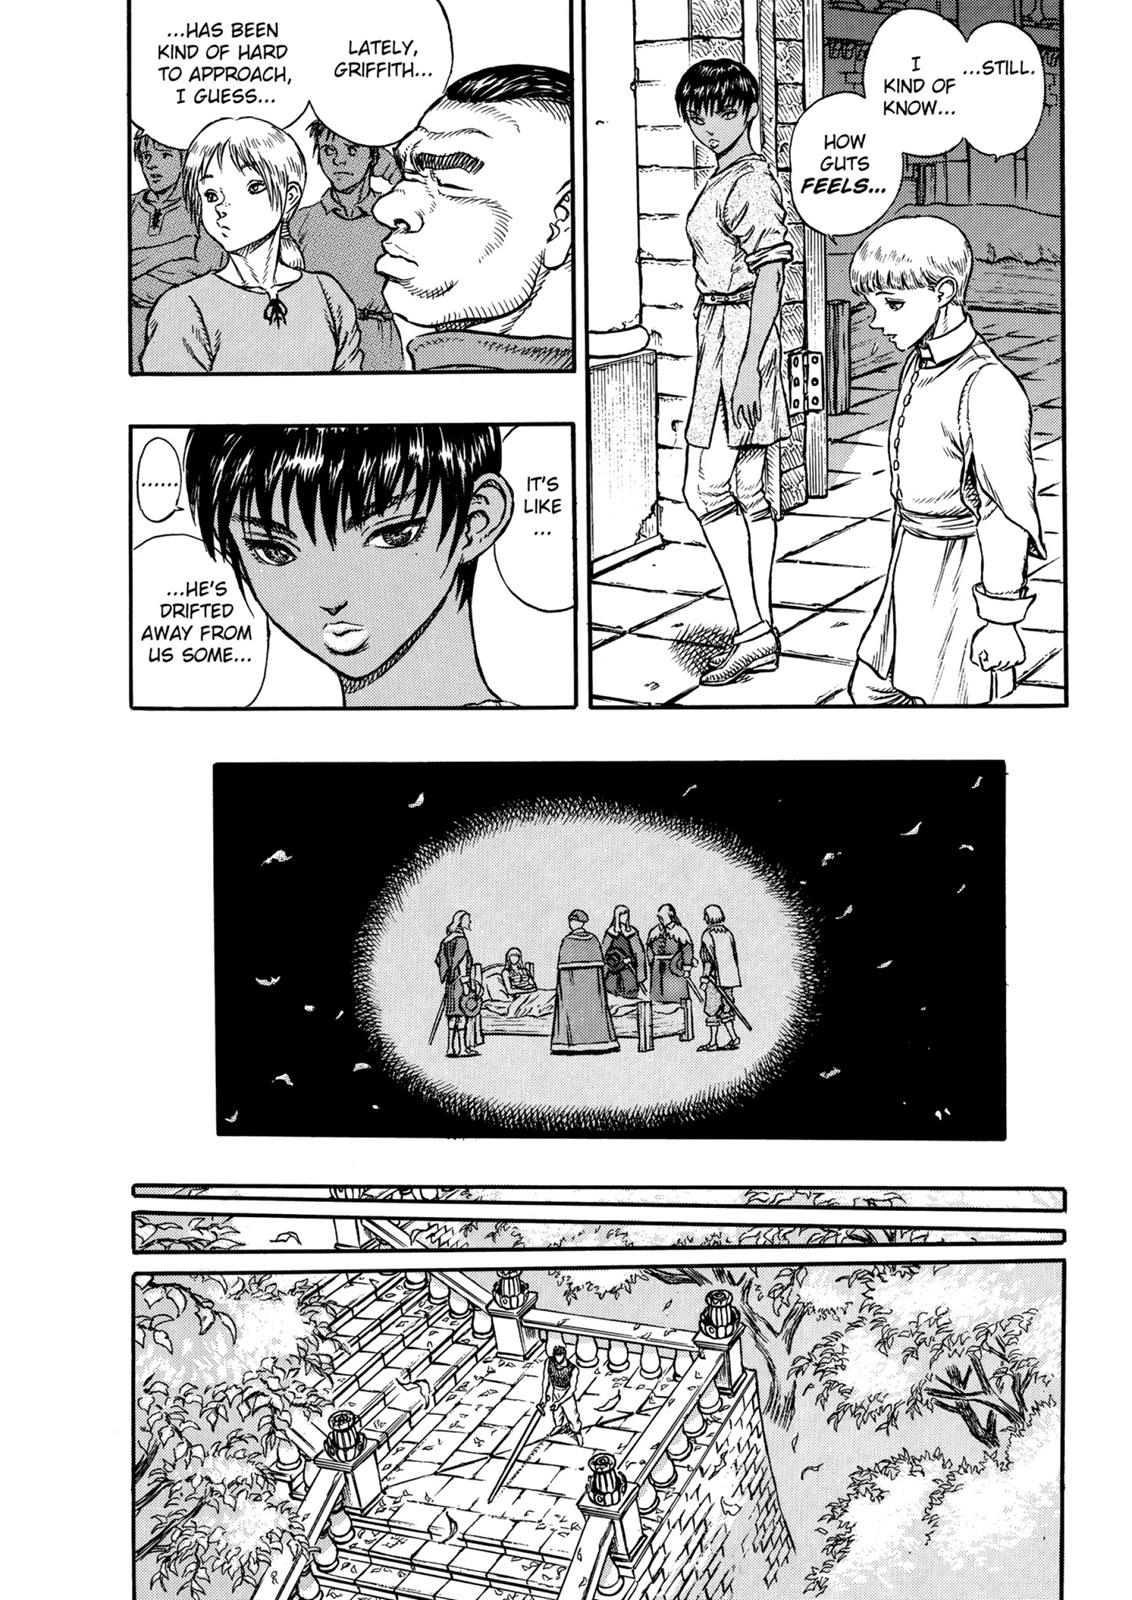 ...STILL.
I
KIND OF
KNOW...
HOW
GUTS
FEELS...
LATELY,
GRIFFITH...
...HAS BEEN
KIND OF HARD
TO APPROACH,
I GUESS...
IT'S
LIKE
...
...HE'S
DRIFTED
AWAY FROM
US SOME...
......